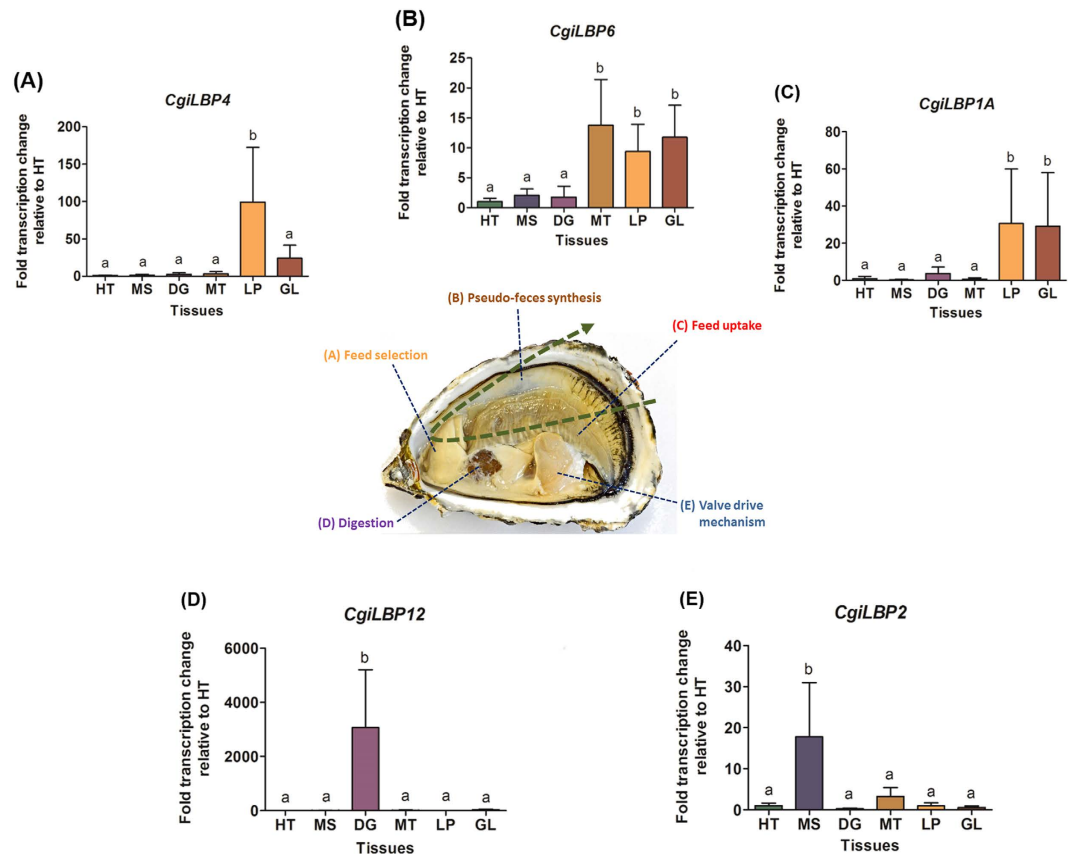 (A)
CgiLBP4
Fold transcription change
relative to HT
200
150
100
50
0
a a a a b a
HT MS DG MT LP GL
Tissues
(B)
CgiLBP6
Fold transcription change
relative to HT
25
20
15
10
5
0
a a a b b b
HT MS DG MT LP GL
Tissues
(C)
CgiLBP1A
Fold transcription change
relative to HT
80
60
40
20
0
a a a a b b
HT MS DG MT LP GL
Tissues
(B) Pseudo-feces synthesis
(A) Feed selection
(C) Feed uptake
(D) Digestion
(E) Valve drive
mechanism
(D)
CgiLBP12
Fold transcription change
relative to HT
6000
4000
2000
0
a a b a a a
HT MS DG MT LP GL
Tissues
(E)
CgiLBP2
Fold transcription change
relative to HT
40
30
20
10
0
a b a a a a
HT MS DG MT LP GL
Tissues